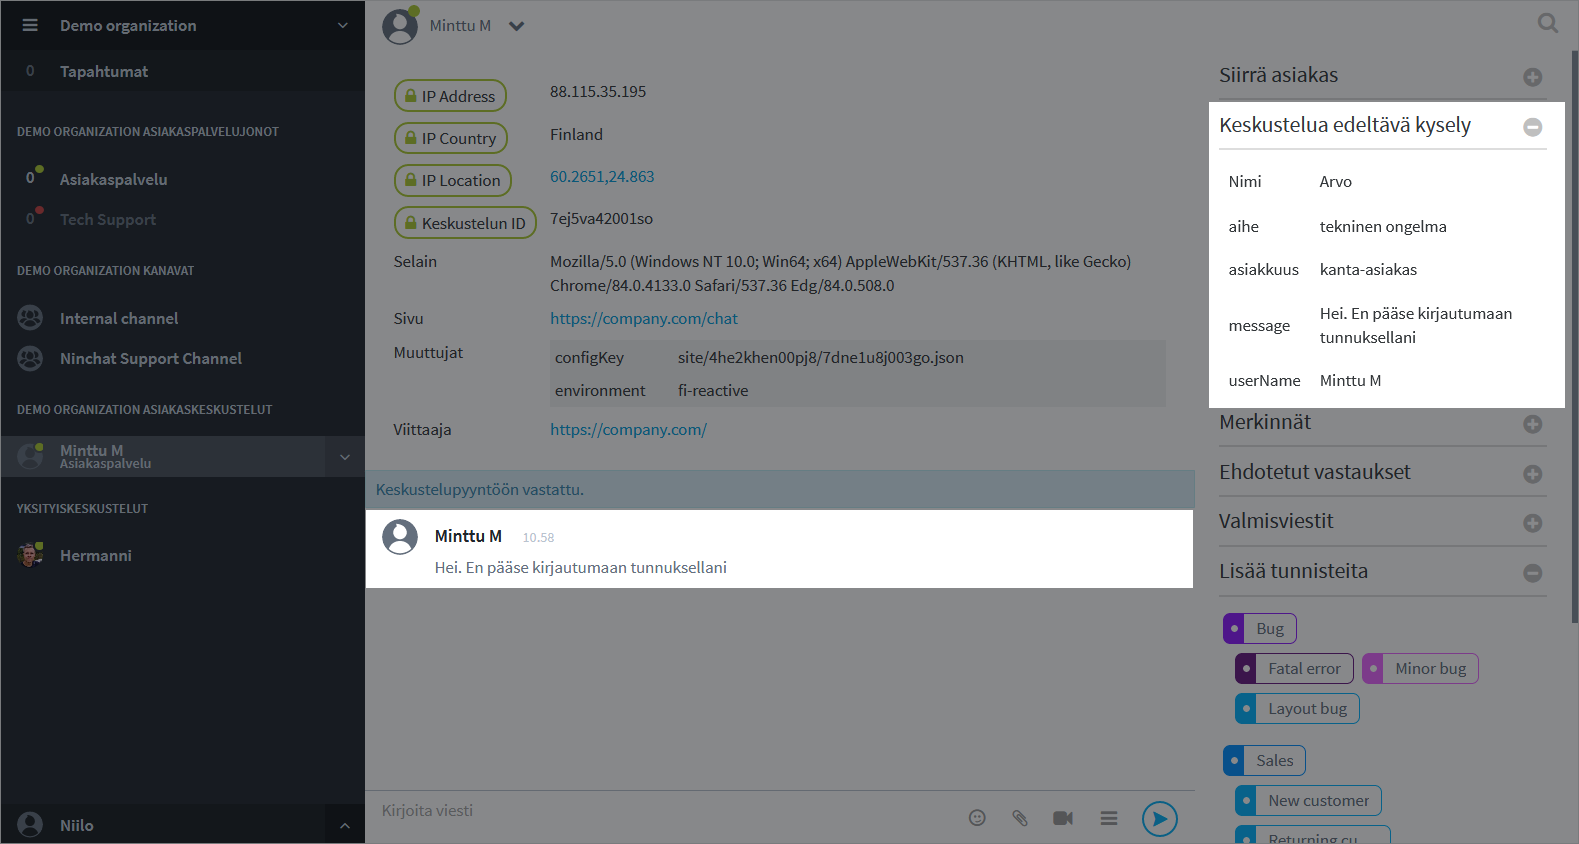 Demo organization
0 Tapahtumat
DEMO ORGANIZATION ASIAKASPALVELUJONOT
0 Asiakaspalvelu
0 Tech Support
DEMO ORGANIZATION KANAVAT
Internal channel
Ninchat Support Channel
DEMO ORGANIZATION ASIAKASKESKUSTELUT
Minttu M
Asiakaspalvelu
YKSITYISKESKUSTELUT
Hermanni
Niilo
Minttu M
IP Address 88.115.35.195
IP Country Finland
IP Location 60.2651,24.863
Keskustelun ID 7ej5va42001so
Selain Mozilla/5.0 (Windows NT 10.0; Win64; x64) AppleWebKit/537.36 (KHTML, like Gecko)
Chrome/84.0.4133.0 Safari/537.36 Edg/84.0.508.0
Sivu https://company.com/chat
Muuttujat configKey site/4he2khen00pj8/7dne1u8j003go.json
environment fi-reactive
Viittaaja https://company.com/
Keskustelupyyntöön vastattu.
Minttu M 10.58
Hei. En pääse kirjautumaan tunnuksellani
Kirjoita viesti
Siirrä asiakas
Keskustelua edeltävä kysely
Nimi Arvo
aihe tekninen ongelma
asiakkuus kanta-asiakas
message Hei. En pääse kirjautumaan
tunnuksellani
userName Minttu M
Merkinnät
Ehdotetut vastaukset
Valmisviestit
Lisää tunnisteita
Bug
Fatal error Minor bug
Layout bug
Sales
New customer
Returning cu